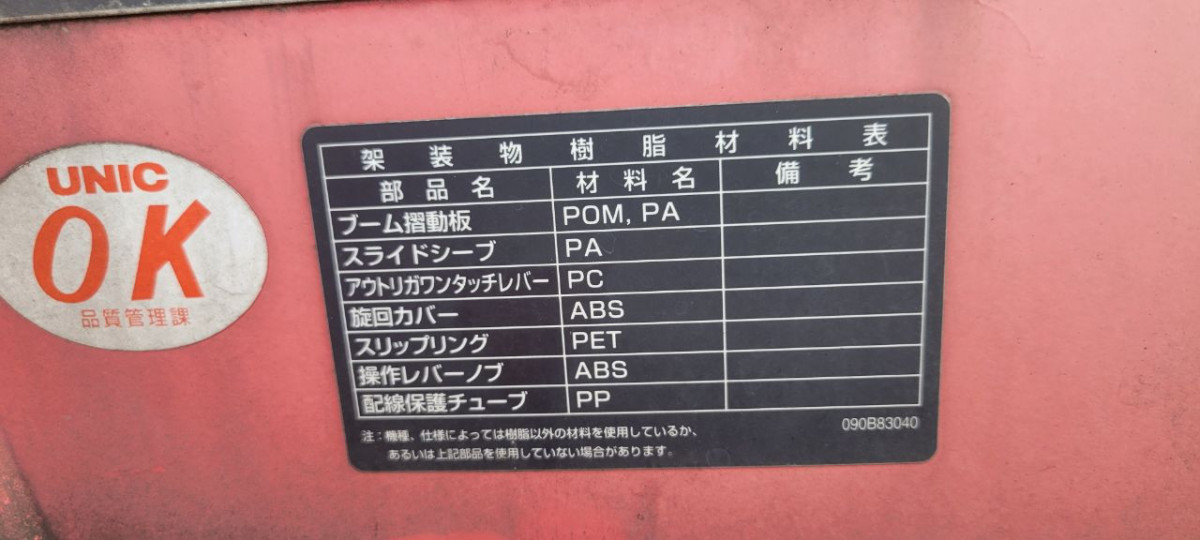 UNIC
OK
品質管理課
架装物樹脂材料表
部品名 材料名 備考
ブーム摺動板 POM, PA
スライドシーブ PA
アウトリガワンタッチレバー PC
旋回カバー ABS
スリップリング PET
操作レバーノブ ABS
配線保護チューブ PP
注：機種、仕様によっては樹脂以外の材料を使用しているか、
あるいは上記部品を使用していない場合があります。
090B83040